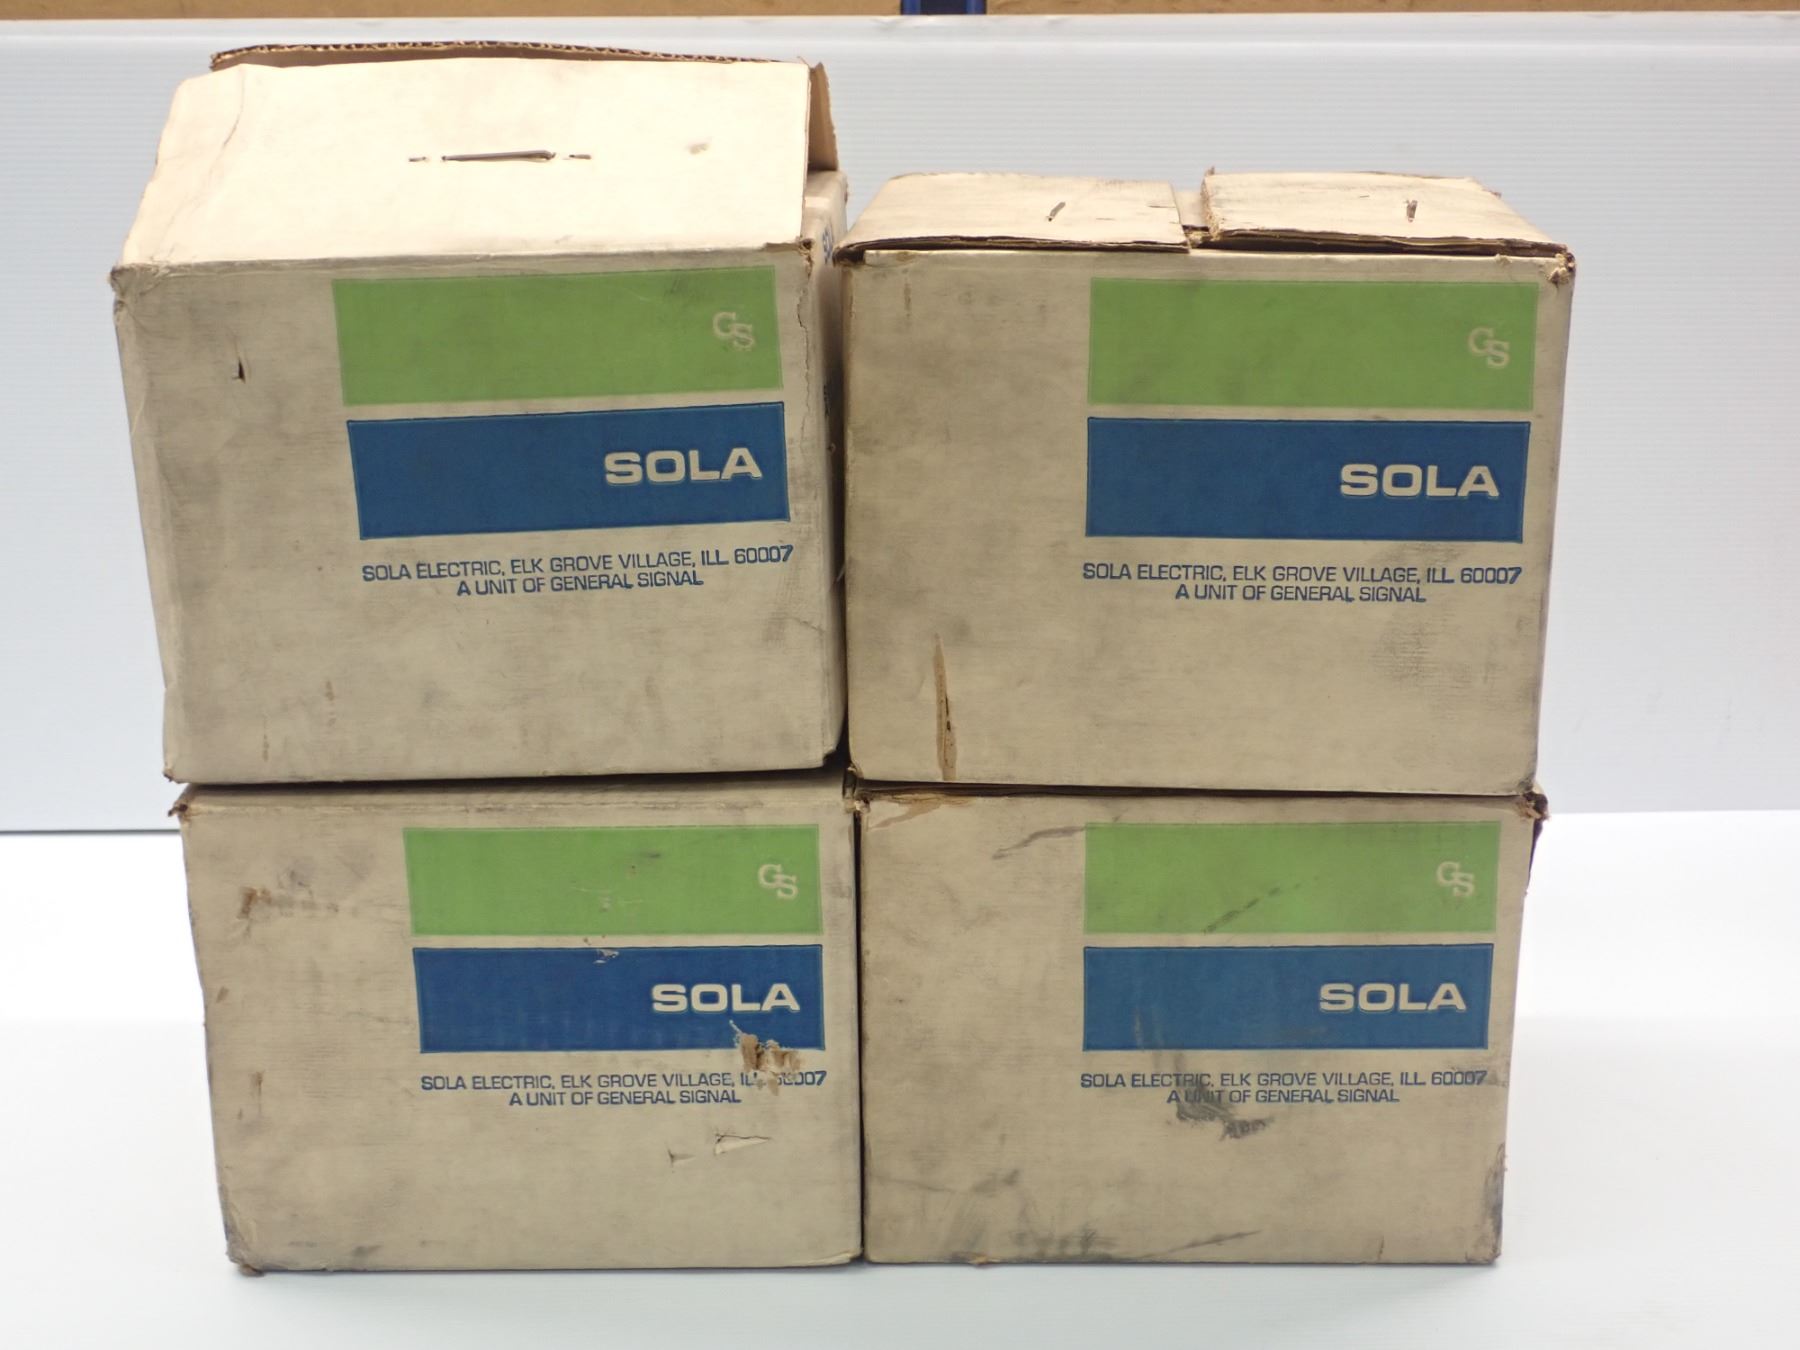 GS
SOLA
SOLA ELECTRIC, ELK GROVE VILLAGE, ILL 60007
A UNIT OF GENERAL SIGNAL
GS
SOLA
SOLA ELECTRIC, ELK GROVE VILLAGE, ILL 60007
A UNIT OF GENERAL SIGNAL
GS
SOLA
SOLA ELECTRIC, ELK GROVE VILLAGE,
A UNIT OF GENERAL SIGNAL
GS
SOLA
SOLA ELECTRIC, ELK GROVE VILLAGE, ILL 60007
A UNIT OF GENERAL SIGNAL